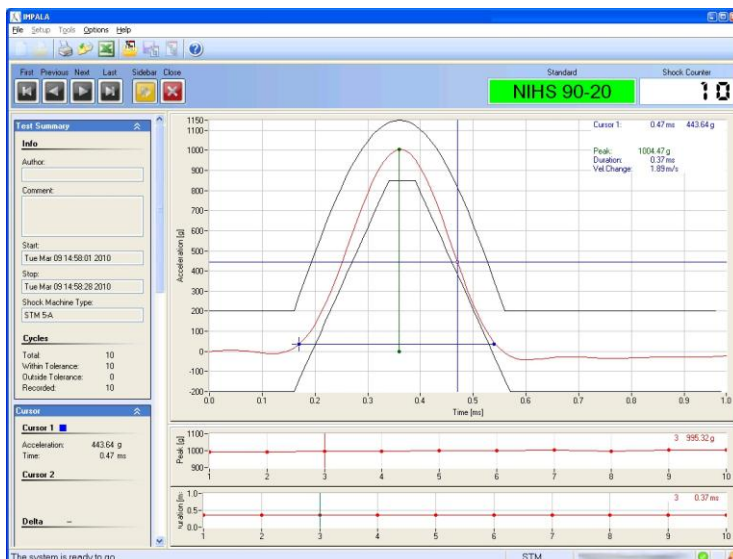 IMPALA
File Setup Tools Options Help
First Previous Next Last Sidebar Close
Standard
NIHS 90-20
Shock Counter
10
Test Summary
Info
Author:
Comment:
Start:
Tue Mar 09 14:58:01 2010
Stop:
Tue Mar 09 14:58:28 2010
Shock Machine Type:
STM 5-A
Cycles
Total: 10
Within Tolerance: 10
Outside Tolerance: 0
Recorded: 10
Cursor
Cursor 1
Acceleration: 443.64 g
Time: 0.47 ms
Cursor 2
Delta –
Cursor 1: 0.47 ms 443.64 g
Peak: 1004.47 g
Duration: 0.37 ms
Vel.Change: 1.89 m/s
Acceleration [g]
1150
1100
1000
900
800
700
600
500
400
300
200
100
0
-100
-200
0.0 0.1 0.2 0.3 0.4 0.5 0.6 0.7 0.8 0.9 1.0
Time [ms]
Peak [g]
1100
1000
900
3 995.32 g
1 2 3 4 5 6 7 8 9 10
uration [m
1.0
0.5
0.0
3 0.37 ms
1 2 3 4 5 6 7 8 9 10
The system is ready to go
STM